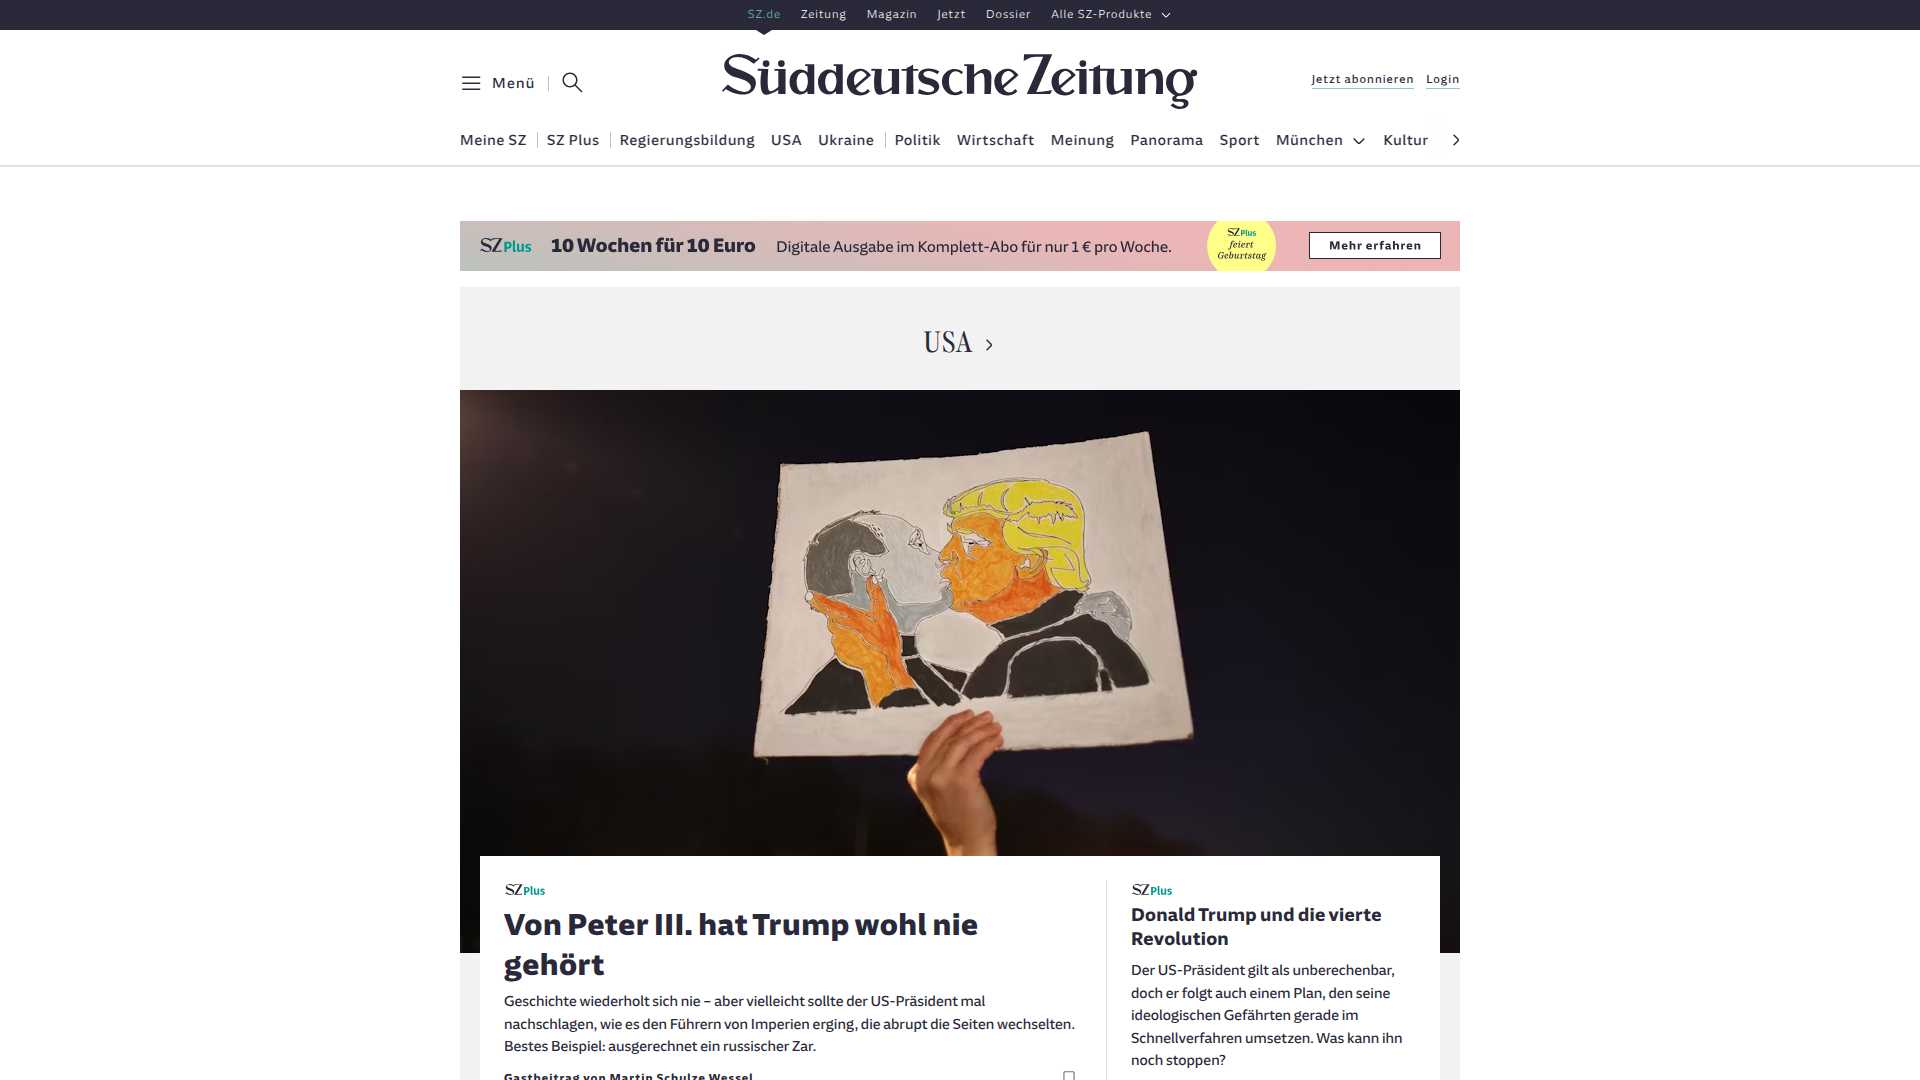 SZ.de Zeitung Magazin Jetzt Dossier Alle SZ-Produkte
Menü
Süddeutsche Zeitung
Jetzt abonnieren Login
Meine SZ SZ Plus Regierungsbildung USA Ukraine Politik Wirtschaft Meinung Panorama Sport München Kultur
SZ Plus 10 Wochen für 10 Euro Digitale Ausgabe im Komplett-Abo für nur 1 € pro Woche.
SZ Plus
feiert
Geburtstag
Mehr erfahren
USA
SZ Plus
Von Peter III. hat Trump wohl nie
gehört
Geschichte wiederholt sich nie – aber vielleicht sollte der US-Präsident mal
nachschlagen, wie es den Führern von Imperien erging, die abrupt die Seiten wechselten.
Bestes Beispiel: ausgerechnet ein russischer Zar.
Gastbeitrag von Martin Schulze Wessel
SZ Plus
Donald Trump und die vierte
Revolution
Der US-Präsident gilt als unberechenbar,
doch er folgt auch einem Plan, den seine
ideologischen Gefährten gerade im
Schnellverfahren umsetzen. Was kann ihn
noch stoppen?